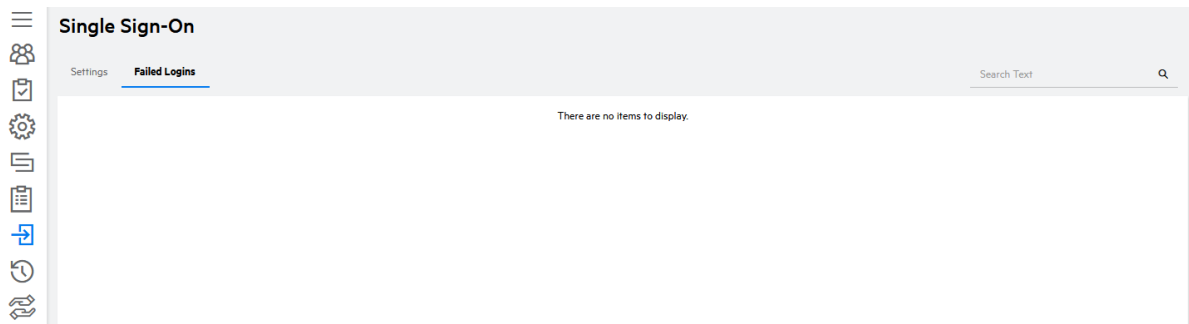 Single Sign-On
Settings Failed Logins Search Text
There are no items to display.